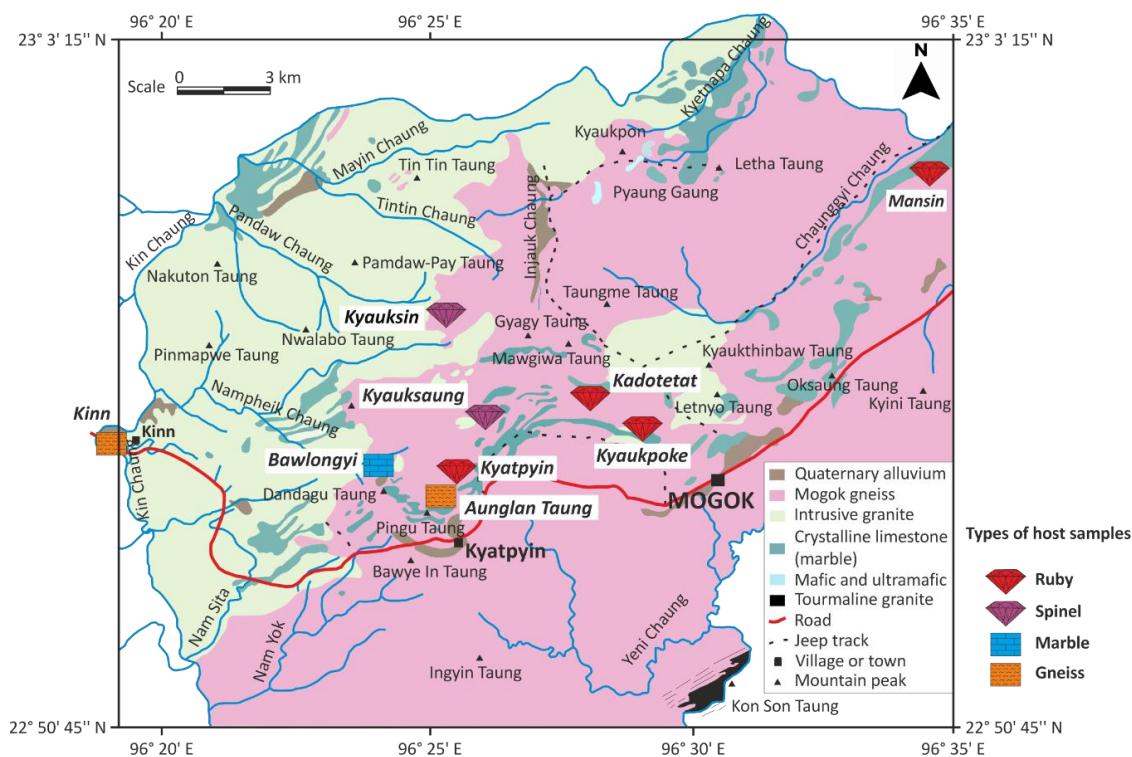 96° 20' E
96° 25' E
96° 35' E
23° 3' 15'' N
23° 3' 15'' N
Scale
0
3 km
N
Kyetnapa Chaung
Mayin Chaung
Kyaukpon
Tin Tin Taung
Letha Taung
Pyaung Gaung
Chaunggyi Chaung
Mansin
Tintin Chaung
Injauk Chaung
Pandaw Chaung
Kin Chaung
Nakuton Taung
Pamdaw-Pay Taung
Taungme Taung
Kyauksin
Gyagy Taung
Nwalabo Taung
Pinmapwe Taung
Mawgiwa Taung
Kyaukthinbaw Taung
Kadotetat
Oksaung Taung
Nampheik Chaung
Kyauksaung
Letnyo Taung
Kyini Taung
Kinn
Kinn
Bawlongyi
Kyaukpoke
Kyatpyin
Kin Chaung
Dandagu Taung
Aunglan Taung
MOGOK
Pingu Taung
Kyatpyin
Bawye In Taung
Nam Sita
Nam Yok
Yeni Chaung
Ingyin Taung
Kon Son Taung
Quaternary alluvium
Mogok gneiss
Intrusive granite
Crystalline limestone
(marble)
Mafic and ultramafic
Tourmaline granite
Road
Jeep track
Village or town
Mountain peak
Types of host samples
Ruby
Spinel
Marble
Gneiss
22° 50' 45'' N
22° 50' 45'' N
96° 20' E
96° 25' E
96° 30' E
96° 35' E